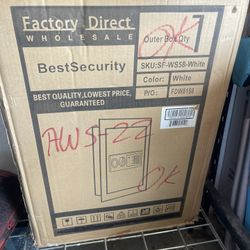 Factory Direct
WHOLESALE
OK
Outer Box Qty
BestSecurity
SKU:SF-WS58-White
Color: White
BEST QUALITY,LOWEST PRICE,
GUARANTEED
P/O: FDW0158
AWS-22
OK